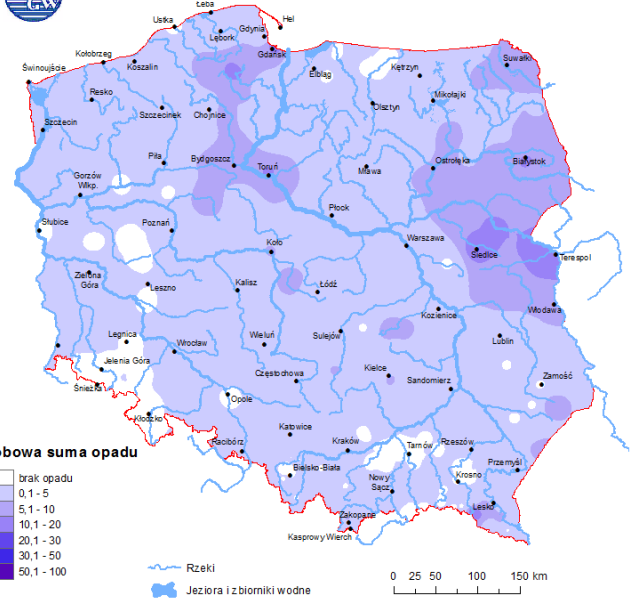 GW
Łeba
Ustka
Hel
Lębork
Gdynia
Gdańsk
Kołobrzeg
Koszalin
Elbląg
Kętrzyn
Suwałki
Świnoujście
Resko
Szczecinek
Chojnice
Olsztyn
Mikołajki
Szczecin
Piła
Bydgoszcz
Toruń
Mława
Ostrołęka
Białystok
Gorzów
Wlkp.
Płock
Słubice
Poznań
Koło
Warszawa
Siedlce
Terespol
Zielona
Góra
Leszno
Kalisz
Łódź
Kozienice
Włodawa
Legnica
Wrocław
Wieluń
Sulejów
Lublin
Jelenia Góra
Częstochowa
Kielce
Sandomierz
Zamość
Śnieżka
Opole
Kłodzko
Katowice
Racibórz
Kraków
Tarnów
Rzeszów
Przemyśl
Bielsko-Biała
Nowy
Sącz
Krosno
Lesko
Zakopane
Kasprowy Wierch
obowa suma opadu
brak opadu
0,1 - 5
5,1 - 10
10,1 - 20
20,1 - 30
30,1 - 50
50,1 - 100
Rzeki
Jeziora i zbiorniki wodne
0 25 50 100 150 km